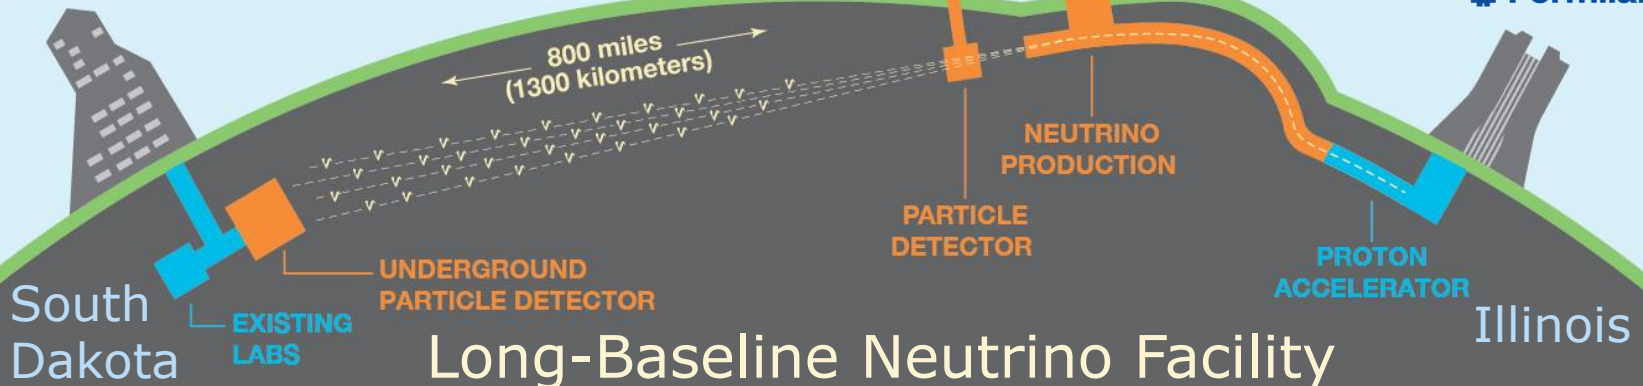 800 miles
(1300 kilometers)
NEUTRINO
PRODUCTION
PARTICLE
DETECTOR
UNDERGROUND
PARTICLE DETECTOR
PROTON
ACCELERATOR
South
Dakota
EXISTING
LABS
Illinois
Long-Baseline Neutrino Facility